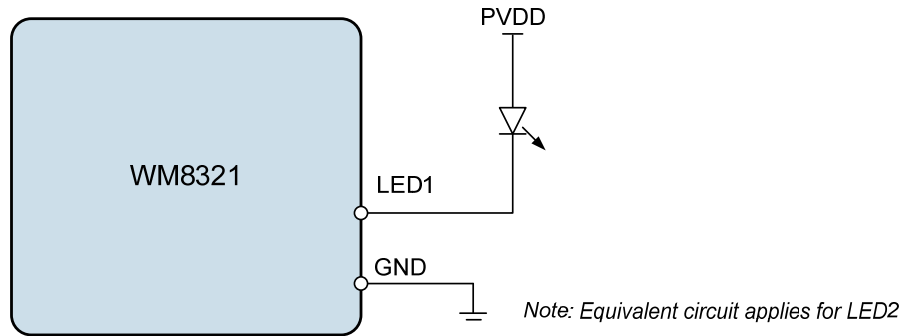 PVDD
WM8321
LED1
GND
Note: Equivalent circuit applies for LED2